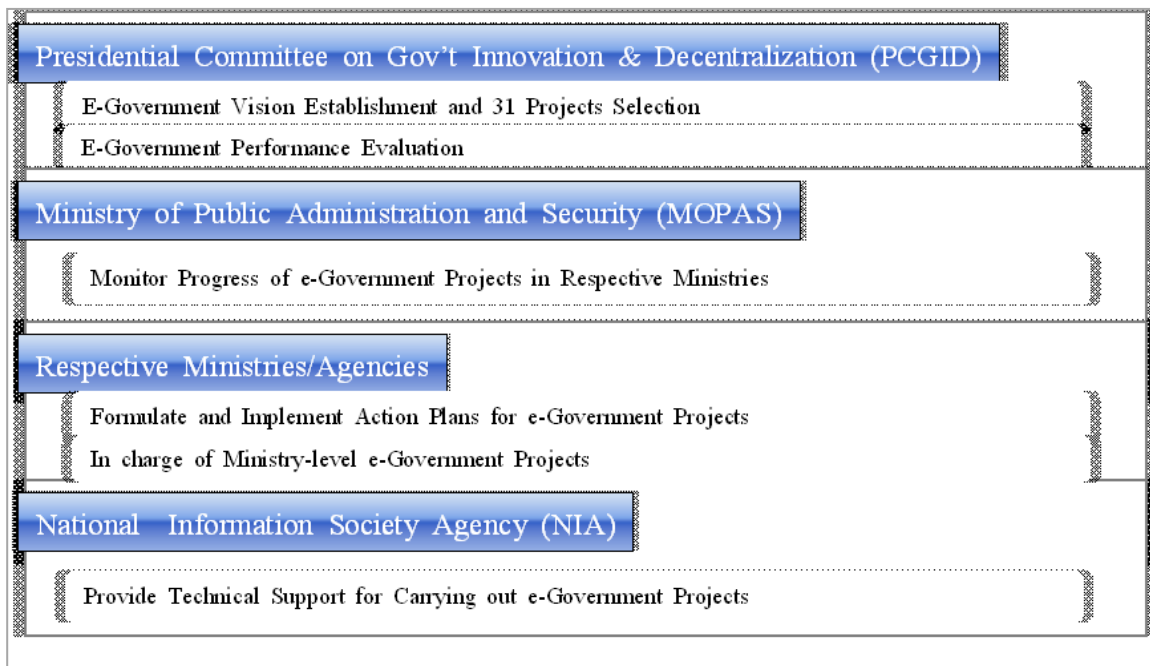 Presidential Committee on Gov't Innovation & Decentralization (PCGID)
E-Government Vision Establishment and 31 Projects Selection
E-Government Performance Evaluation
Ministry of Public Administration and Security (MOPAS)
Monitor Progress of e-Government Projects in Respective Ministries
Respective Ministries/Agencies
Formulate and Implement Action Plans for e-Government Projects
In charge of Ministry-level e-Government Projects
National Information Society Agency (NIA)
Provide Technical Support for Carrying out e-Government Projects